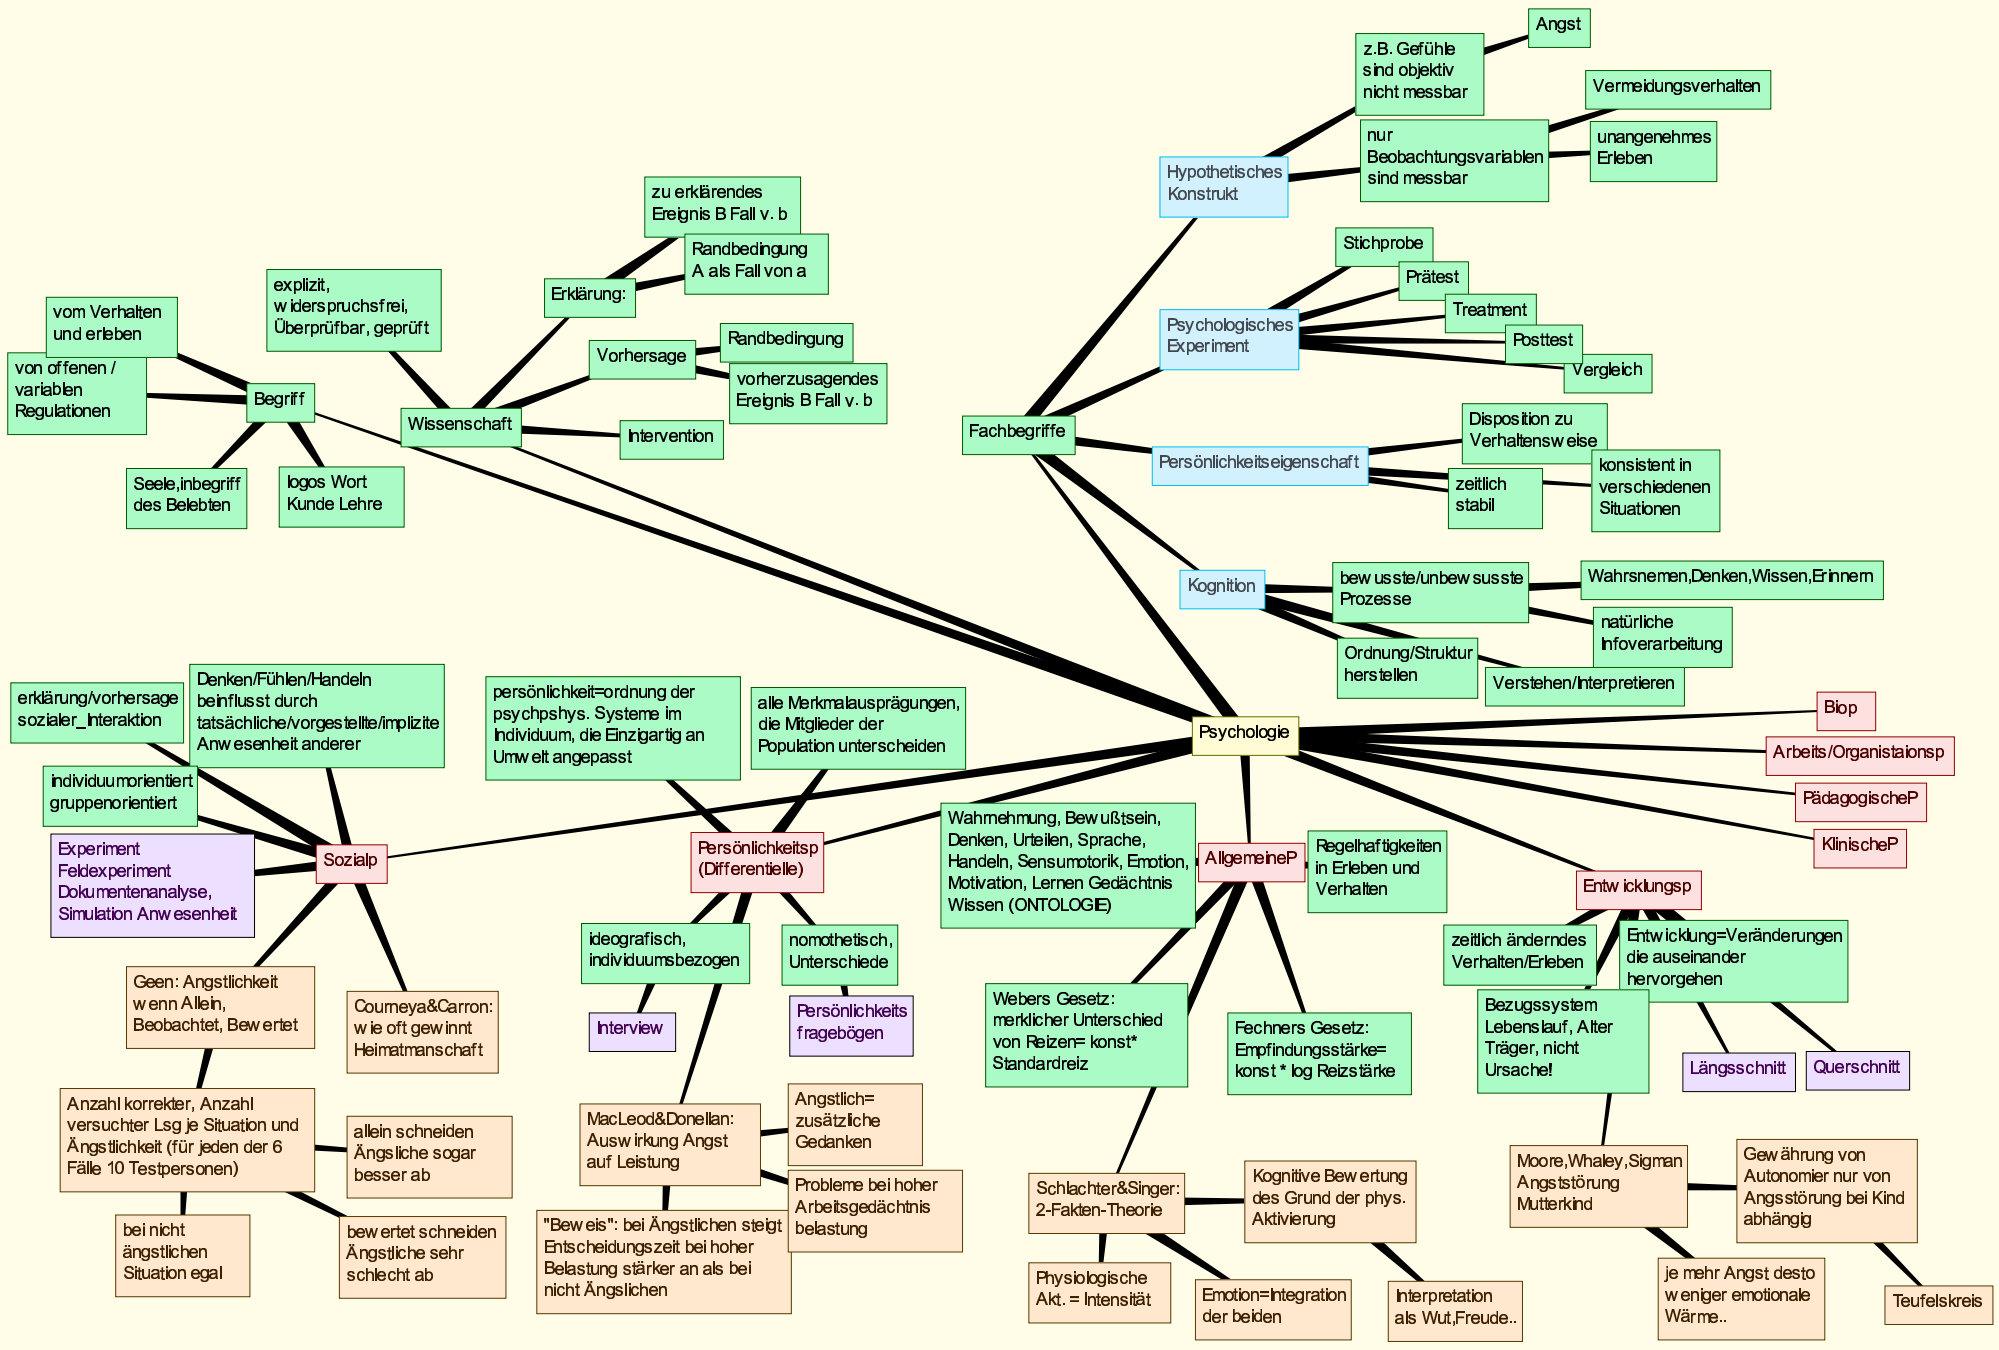 Angst
z.B. Gefühle
sind objektiv
nicht messbar
Vermeidungsverhalten
nur
Beobachtungsvariablen
sind messbar
unangenehmes
Erleben
Hypothetisches
Konstrukt
zu erklärendes
Ereignis B Fall v. b
Randbedingung
A als Fall von a
Erklärung:
Stichprobe
Prätest
Treatment
Posttest
Vergleich
Psychologisches
Experiment
explizit,
widerspruchsfrei,
Überprüfbar, geprüft
vom Verhalten
und erleben
von offenen /
variablen
Regulationen
Begriff
Seele,inbegriff
des Belebten
logos Wort
Kunde Lehre
Wissenschaft
Vorhersage
Randbedingung
vorherzusagendes
Ereignis B Fall v. b
Intervention
Fachbegriffe
Persönlichkeitseigenschaft
Disposition zu
Verhaltensweise
zeitlich
stabil
konsistent in
verschiedenen
Situationen
Kognition
bewusste/unbewusste
Prozesse
Wahrsnemen,Denken,Wissen,Erinnern
natürliche
Infoverarbeitung
Ordnung/Struktur
herstellen
Verstehen/Interpretieren
Psychologie
Biop
Arbeits/Organistaionsp
PädagogischeP
KlinischeP
erklärung/vorhersage
sozialer_Interaktion
Denken/Fühlen/Handeln
beinflusst durch
tatsächliche/vorgestellte/implizite
Anwesenheit anderer
individuumorientiert
gruppenorientiert
Experiment
Feldexperiment
Dokumentenanalyse,
Simulation Anwesenheit
Sozialp
Geen: Angstlichkeit
wenn Allein,
Beobachtet, Bewertet
Courneya&Carron:
wie oft gewinnt
Heimatmanschaft
Anzahl korrekter, Anzahl
versuchter Lsg je Situation und
Ängstlichkeit (für jeden der 6
Fälle 10 Testpersonen)
allein schneiden
Ängsliche sogar
besser ab
bei nicht
ängstlichen
Situation egal
bewertet schneiden
Ängstliche sehr
schlecht ab
persönlichkeit=ordnung der
psychpshys. Systeme im
Individuum, die Einzigartig an
Umwelt angepasst
alle Merkmalausprägungen,
die Mitglieder der
Population unterscheiden
Persönlichkeitsp
(Differentielle)
ideografisch,
individuumsbezogen
nomothetisch,
Unterschiede
Interview
Persönlichkeits
fragebögen
MacLeod&Donellan:
Auswirkung Angst
auf Leistung
Angstlich=
zusätzliche
Gedanken
Probleme bei hoher
Arbeitsgedächtnis
belastung
"Beweis": bei Ängstlichen steigt
Entscheidungszeit bei hoher
Belastung stärker an als bei
nicht Ängslichen
Wahrnehmung, Bewußtsein,
Denken, Urteilen, Sprache,
Handeln, Sensumotorik, Emotion,
Motivation, Lernen Gedächtnis
Wissen (ONTOLOGIE)
AllgemeineP
Regelhaftigkeiten
in Erleben und
Verhalten
Webers Gesetz:
merklicher Unterschied
von Reizen= konst*
Standardreiz
Fechners Gesetz:
Empfindungsstärke=
konst * log Reizstärke
Schlachter&Singer:
2-Fakten-Theorie
Kognitive Bewertung
des Grund der phys.
Aktivierung
Physiologische
Akt. = Intensität
Emotion=Integration
der beiden
Interpretation
als Wut,Freude..
Entwicklungsp
zeitlich änderndes
Verhalten/Erleben
Entwicklung=Veränderungen
die auseinander
hervorgehen
Bezugssystem
Lebenslauf, Alter
Träger, nicht
Ursache!
Längsschnitt
Querschnitt
Moore,Whaley,Sigman
Angststörung
Mutterkind
Gewährung von
Autonomier nur von
Angsstörung bei Kind
abhängig
je mehr Angst desto
weniger emotionale
Wärme..
Teufelskreis